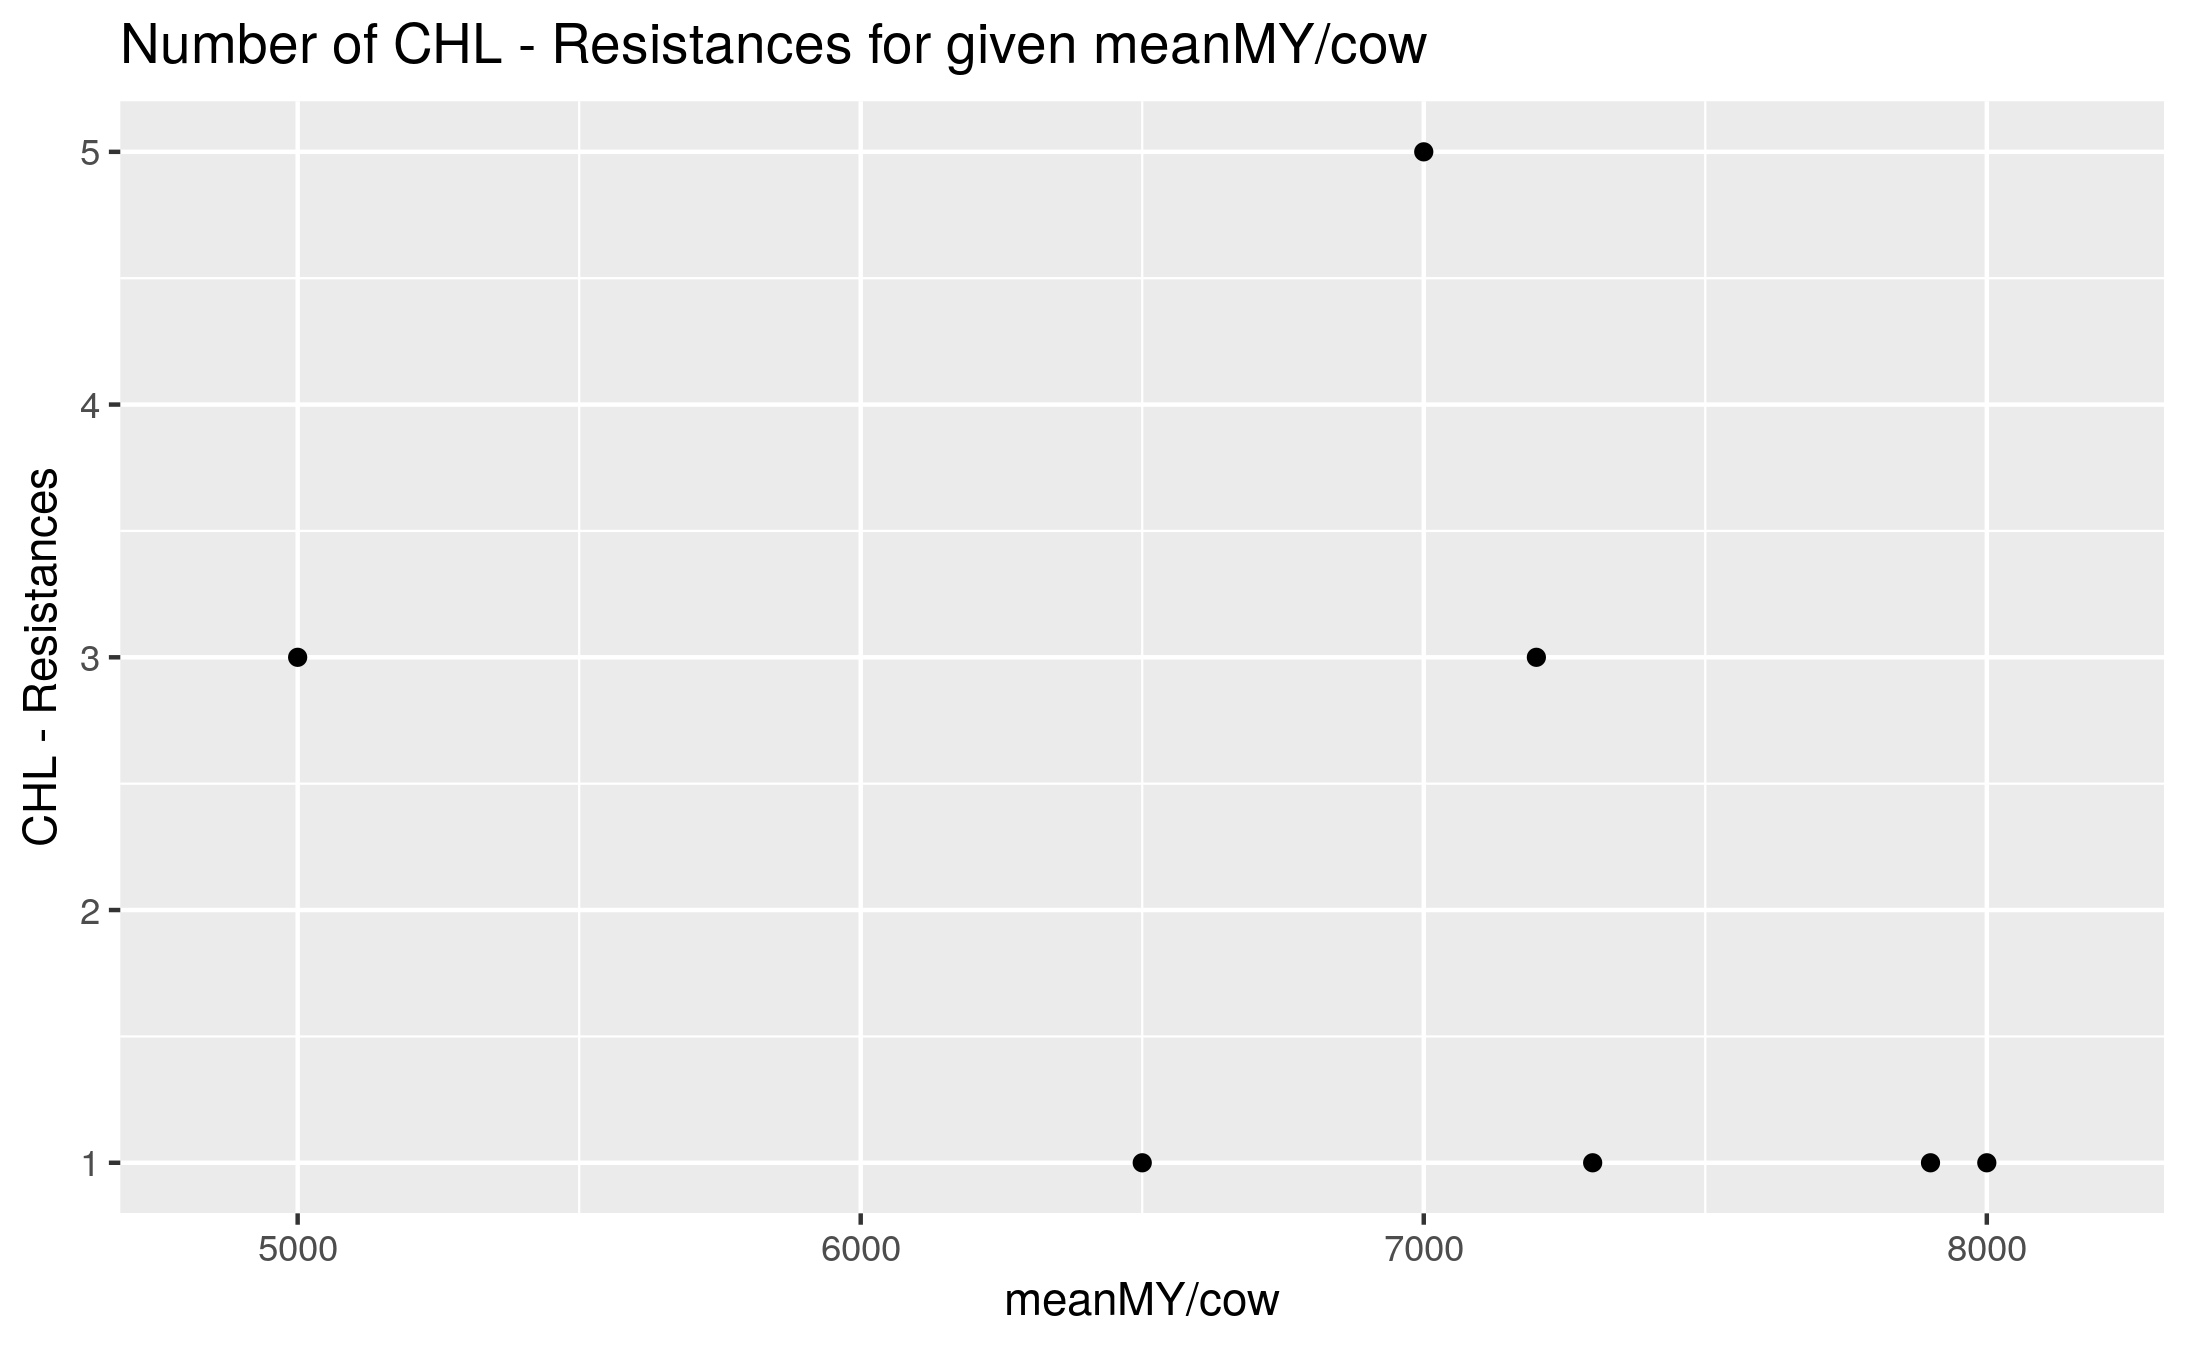 Number of CHL - Resistances for given meanMY/cow
5
4
3
2
1
CHL - Resistances
5000 6000 7000 8000
meanMY/cow